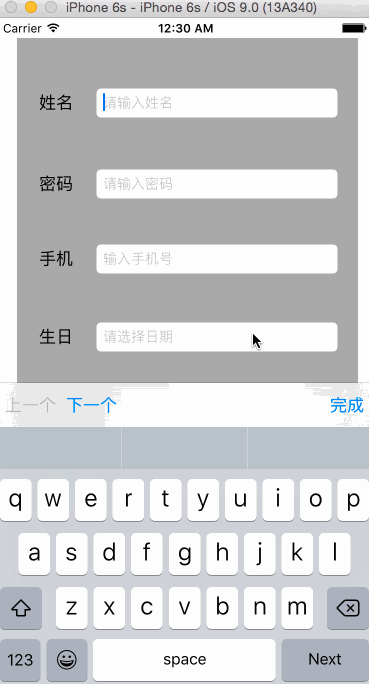 iPhone 6s - iPhone 6s / iOS 9.0 (13A340)
Carrier 12:30 AM
姓名 请输入姓名
密码 请输入密码
手机 输入手机号
生日 请选择日期
上一个 下一个 完成
q w e r t y u i o p
a s d f g h j k l
z x c v b n m
123 space Next